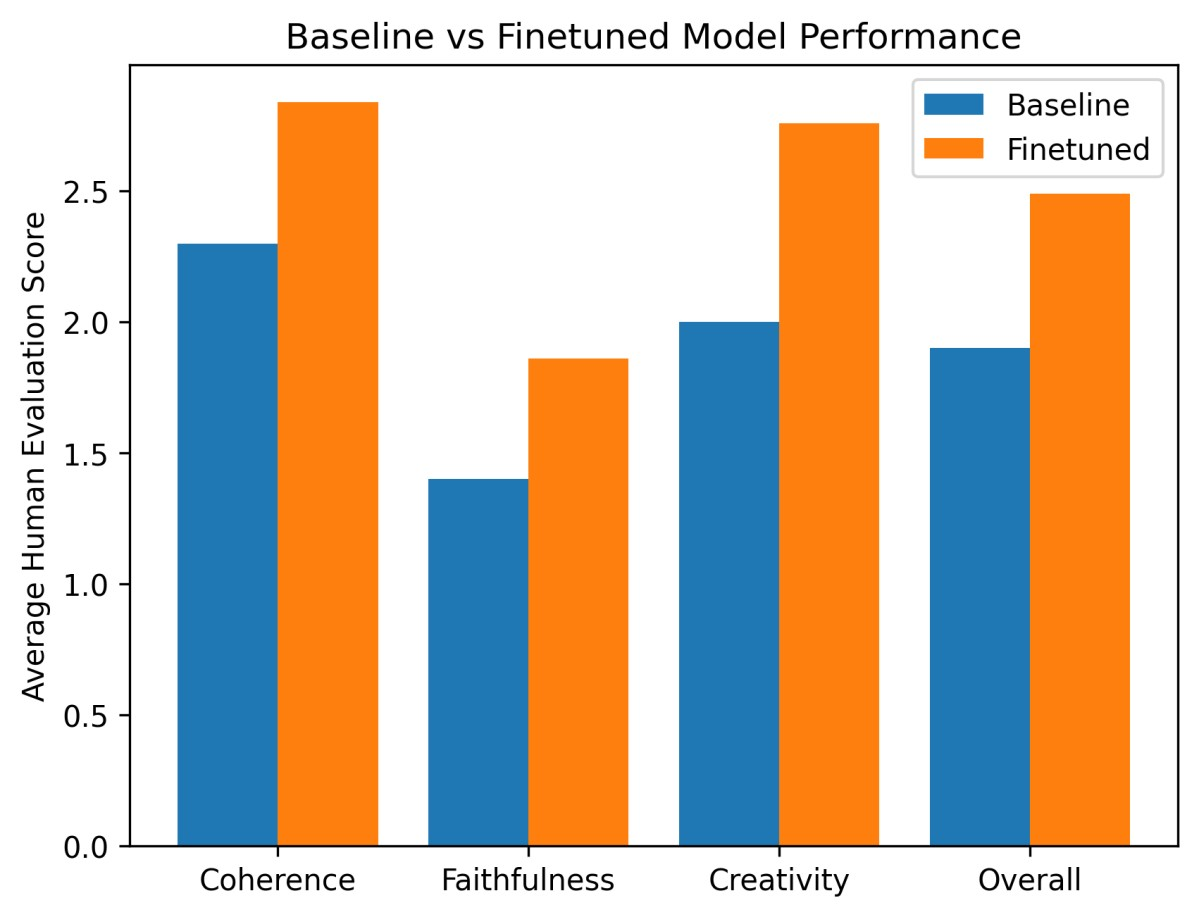 Baseline vs Finetuned Model Performance
Baseline
Finetuned
Average Human Evaluation Score
2.5
2.0
1.5
1.0
0.5
0.0
Coherence
Faithfulness
Creativity
Overall